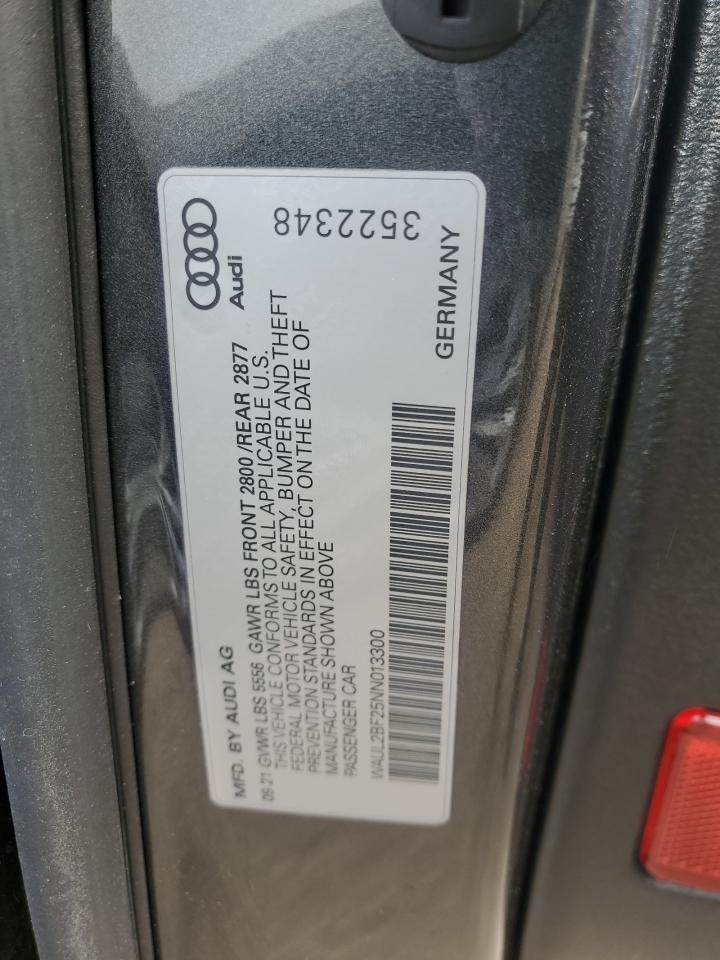 MFD. BY AUDI AG
Audi
09 21 GVWR LBS 5556 GAWR LBS FRONT 2800 /REAR 2877
THIS VEHICLE CONFORMS TO ALL APPLICABLE U.S.
FEDERAL MOTOR VEHICLE SAFETY, BUMPER AND THEFT
PREVENTION STANDARDS IN EFFECT ON THE DATE OF
MANUFACTURE SHOWN ABOVE
PASSENGER CAR
WAUL2BF25NN013300
GERMANY
3522348